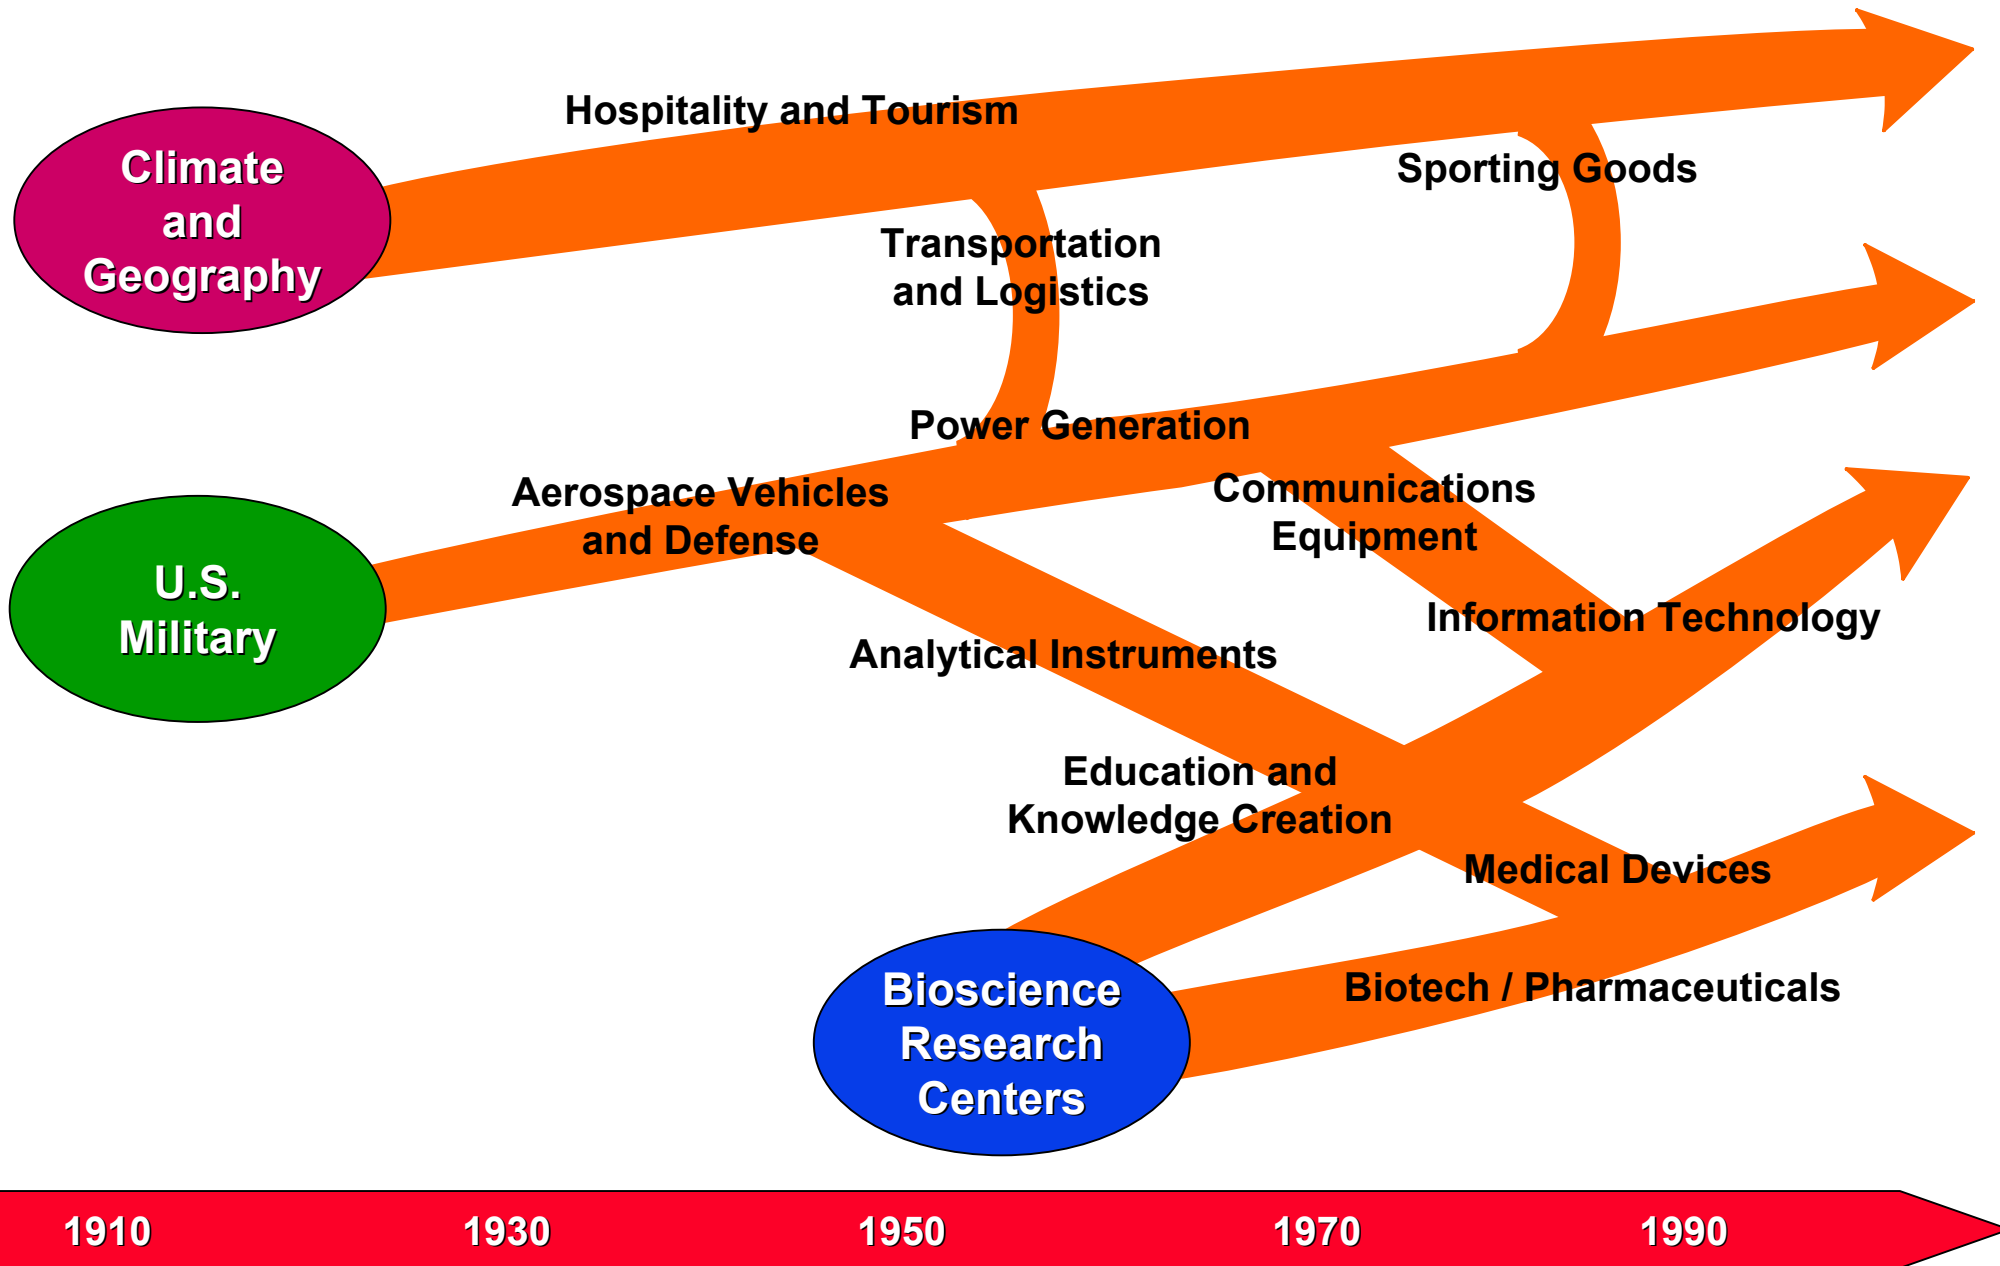 Hospitality and Tourism
Climate
and
Geography
Sporting Goods
Transportation
and Logistics
Power Generation
Aerospace Vehicles
and Defense
Communications
Equipment
U.S.
Military
Information Technology
Analytical Instruments
Education and
Knowledge Creation
Medical Devices
Bioscience
Research
Centers
Biotech / Pharmaceuticals
1910
1930
1950
1970
1990